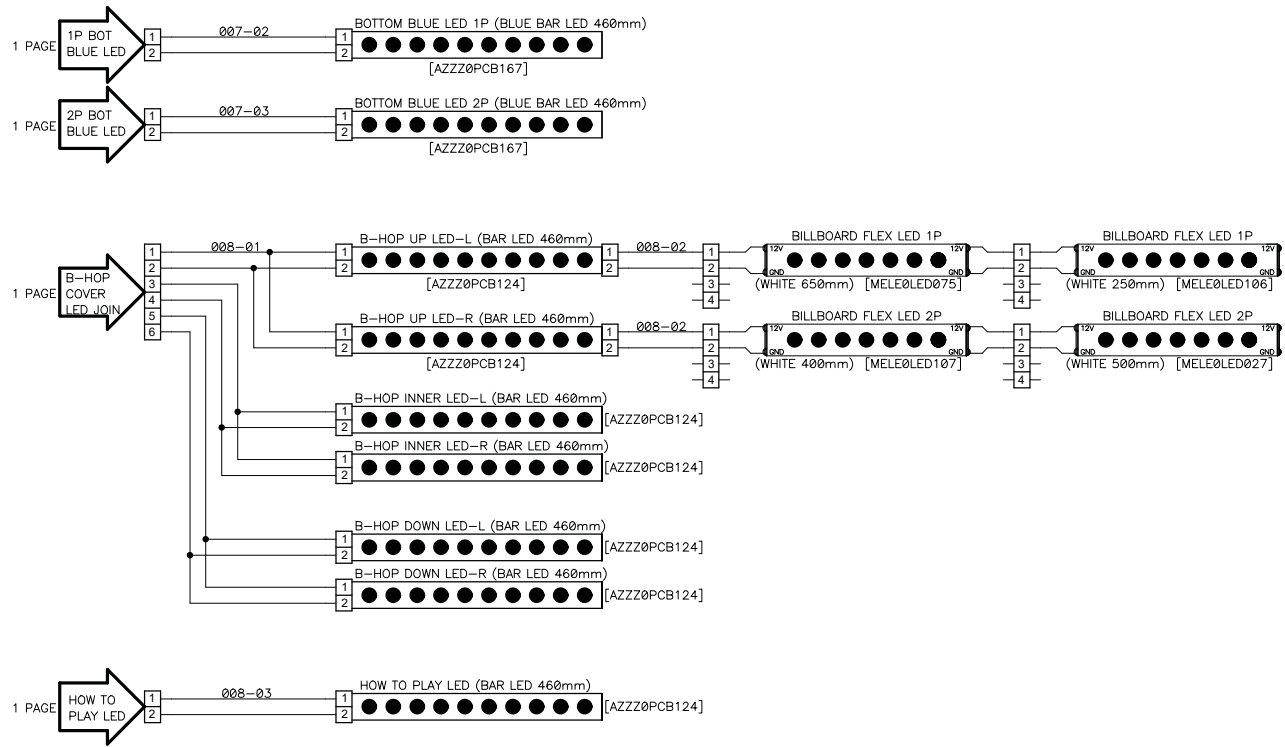 BOTTOM BLUE LED 1P (BLUE BAR LED 460mm)
1 PAGE
1P BOT
BLUE LED
1
2
007-02
1
2
[AZZZ0PCB167]
BOTTOM BLUE LED 2P (BLUE BAR LED 460mm)
1 PAGE
2P BOT
BLUE LED
1
2
007-03
1
2
[AZZZ0PCB167]
1 PAGE
B-HOP
COVER
LED JOIN
1
2
3
4
5
6
008-01
B-HOP UP LED-L (BAR LED 460mm)
1
2
[AZZZ0PCB124]
1
2
008-02
1
2
3
4
BILLBOARD FLEX LED 1P
12V
GND
12V
GND
(WHITE 650mm) [MELE0LED075]
1
2
3
4
BILLBOARD FLEX LED 1P
12V
GND
12V
GND
(WHITE 250mm) [MELE0LED106]
B-HOP UP LED-R (BAR LED 460mm)
1
2
[AZZZ0PCB124]
1
2
008-02
1
2
3
4
BILLBOARD FLEX LED 2P
12V
GND
12V
GND
(WHITE 400mm) [MELE0LED107]
1
2
3
4
BILLBOARD FLEX LED 2P
12V
GND
12V
GND
(WHITE 500mm) [MELE0LED027]
B-HOP INNER LED-L (BAR LED 460mm)
1
2
[AZZZ0PCB124]
B-HOP INNER LED-R (BAR LED 460mm)
1
2
[AZZZ0PCB124]
B-HOP DOWN LED-L (BAR LED 460mm)
1
2
[AZZZ0PCB124]
B-HOP DOWN LED-R (BAR LED 460mm)
1
2
[AZZZ0PCB124]
1 PAGE
HOW TO
PLAY LED
1
2
008-03
HOW TO PLAY LED (BAR LED 460mm)
1
2
[AZZZ0PCB124]